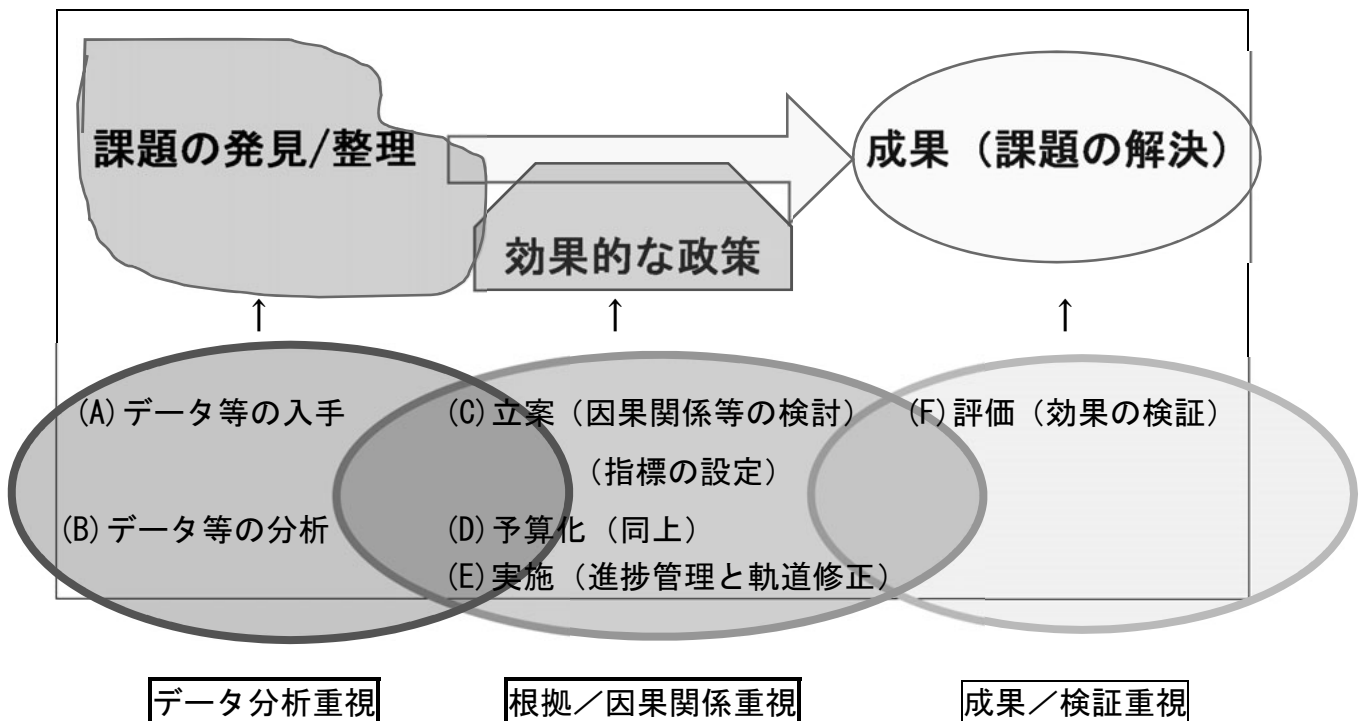 課題の発見/整理
成果（課題の解決）
効果的な政策
↑ ↑ ↑
(A)データ等の入手 (C)立案（因果関係等の検討） (F)評価（効果の検証）
（指標の設定）
(B)データ等の分析 (D)予算化（同上）
(E)実施（進捗管理と軌道修正）
データ分析重視 根拠／因果関係重視 成果／検証重視